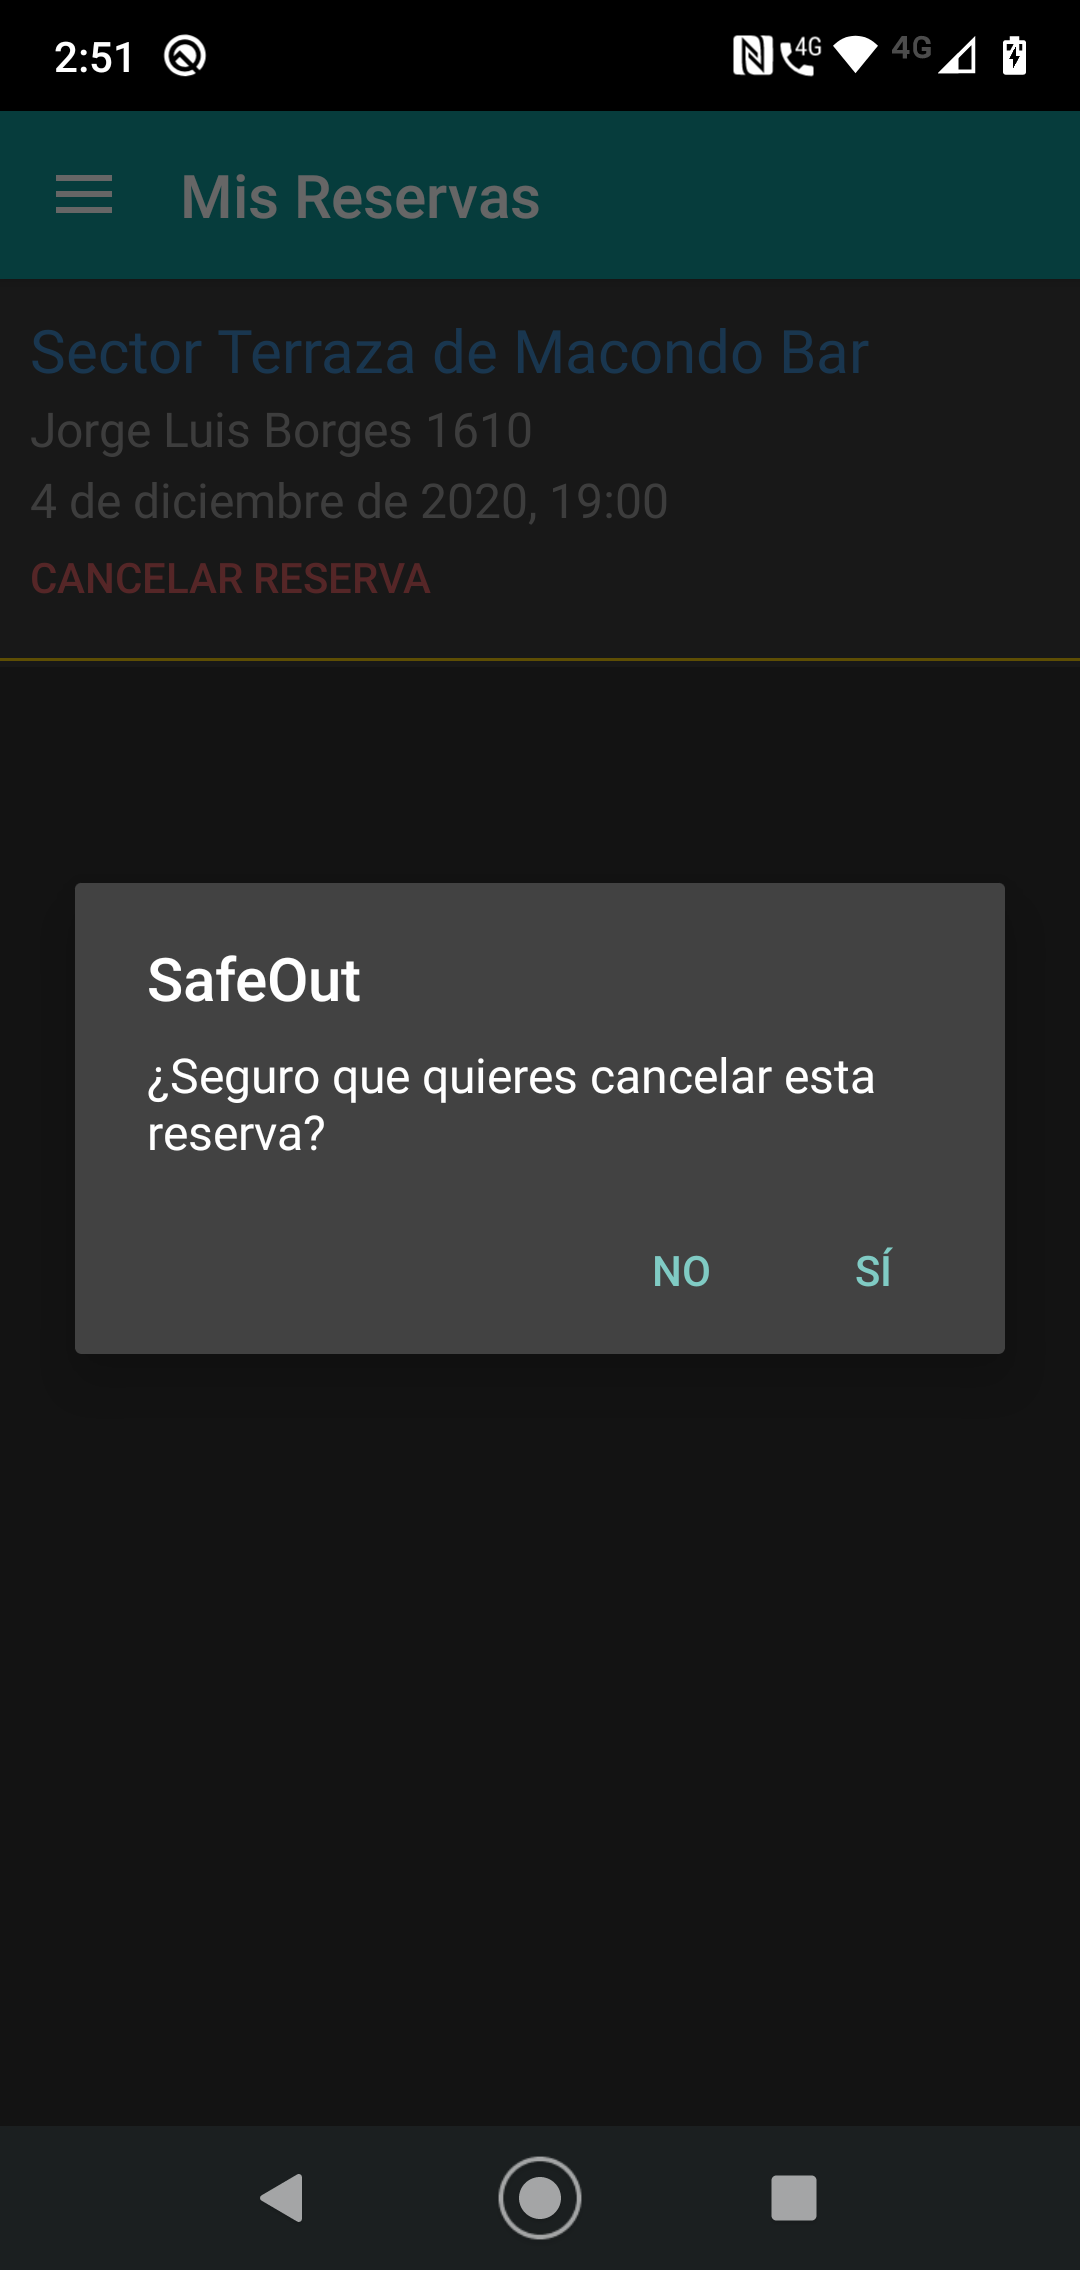 2:51
4G
4G
Mis Reservas
Sector Terraza de Macondo Bar
Jorge Luis Borges 1610
4 de diciembre de 2020, 19:00
CANCELAR RESERVA
SafeOut
¿Seguro que quieres cancelar esta
reserva?
NO
SÍ